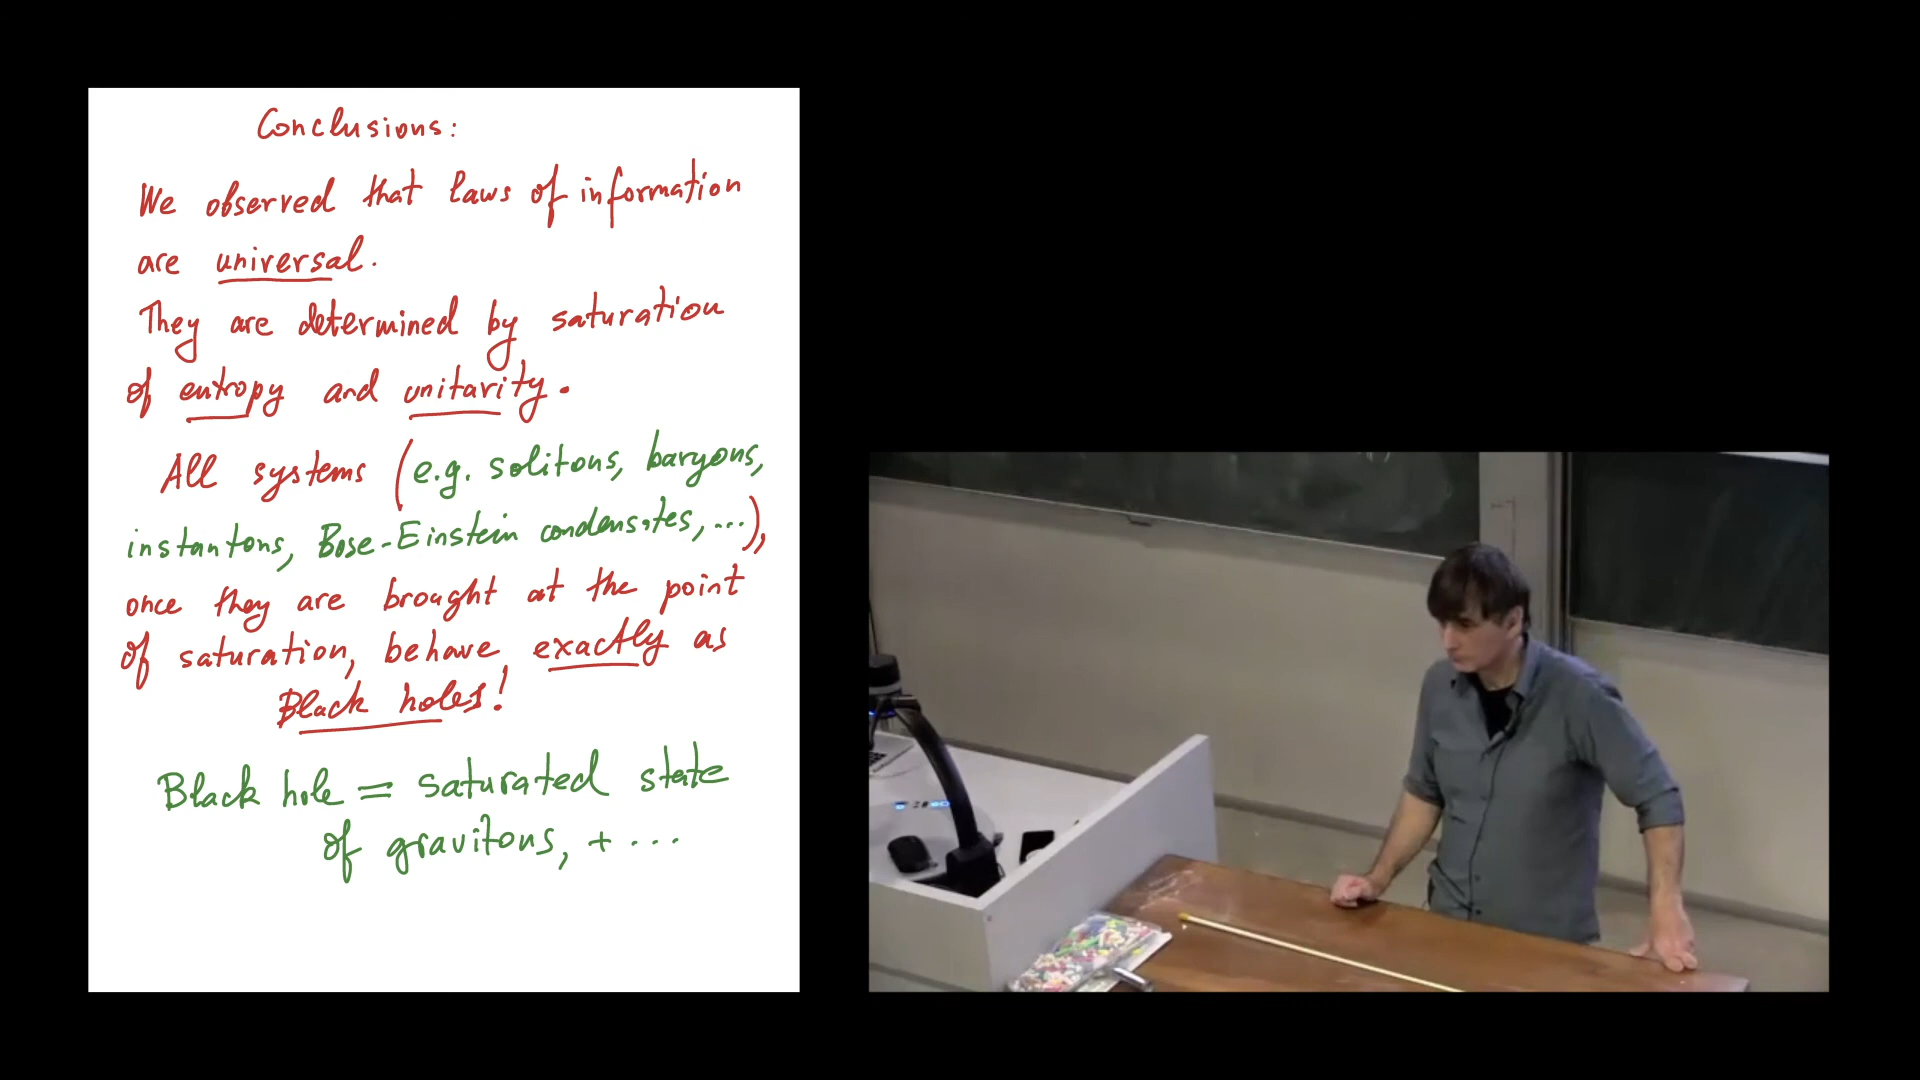 Conclusions:
We observed that laws of information
are universal.
They are determined by saturation
of entropy and unitarity.
All systems (e.g. solitons, baryons,
instantons, Bose-Einstein condensates, ...),
once they are brought at the point
of saturation, behave exactly as
Black holes!
Black hole = saturated state
of gravitons, + ...